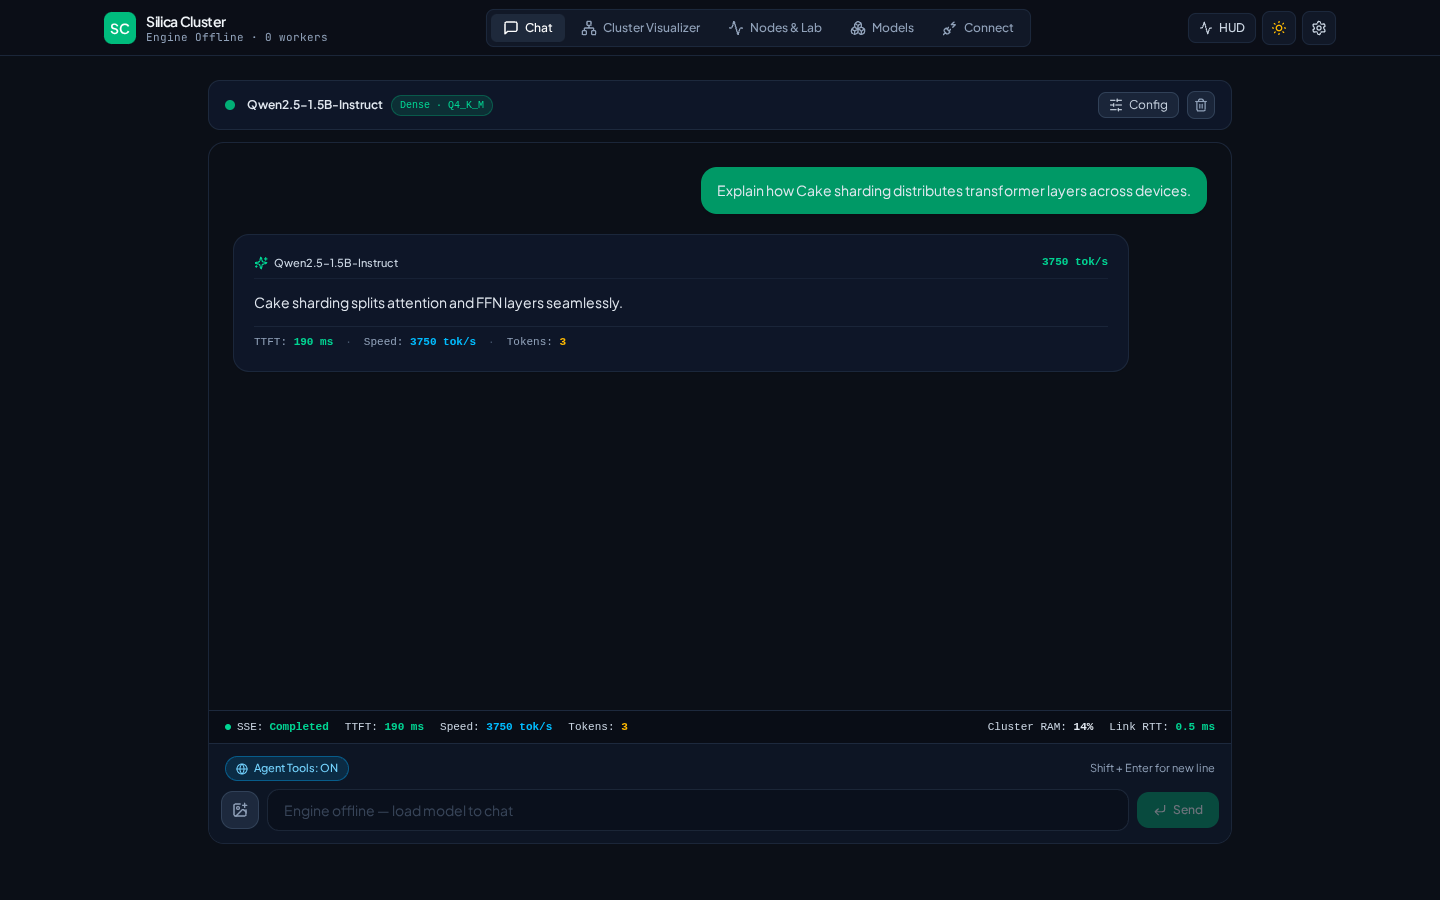 SC
Silica Cluster
Engine Offline · 0 workers
Chat
Cluster Visualizer
Nodes & Lab
Models
Connect
HUD
Qwen2.5-1.5B-Instruct
Dense · Q4_K_M
Config
Explain how Cake sharding distributes transformer layers across devices.
Qwen2.5-1.5B-Instruct
3750 tok/s
Cake sharding splits attention and FFN layers seamlessly.
TTFT: 190 ms · Speed: 3750 tok/s · Tokens: 3
SSE: Completed TTFT: 190 ms Speed: 3750 tok/s Tokens: 3
Cluster RAM: 14% Link RTT: 0.5 ms
Agent Tools: ON
Shift + Enter for new line
Engine offline — load model to chat
Send